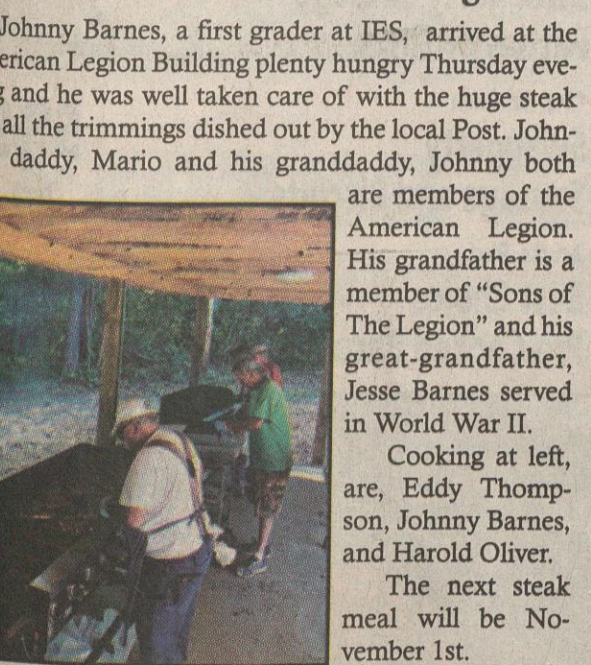 Johnny Barnes, a first grader at IES, arrived at the
erican Legion Building plenty hungry Thursday eve-
g and he was well taken care of with the huge steak
all the trimmings dished out by the local Post. John-
daddy, Mario and his granddaddy, Johnny both
are members of the
American Legion.
His grandfather is a
member of “Sons of
The Legion” and his
great-grandfather,
Jesse Barnes served
in World War II.
Cooking at left,
are, Eddy Thomp-
son, Johnny Barnes,
and Harold Oliver.
The next steak
meal will be No-
vember 1st.